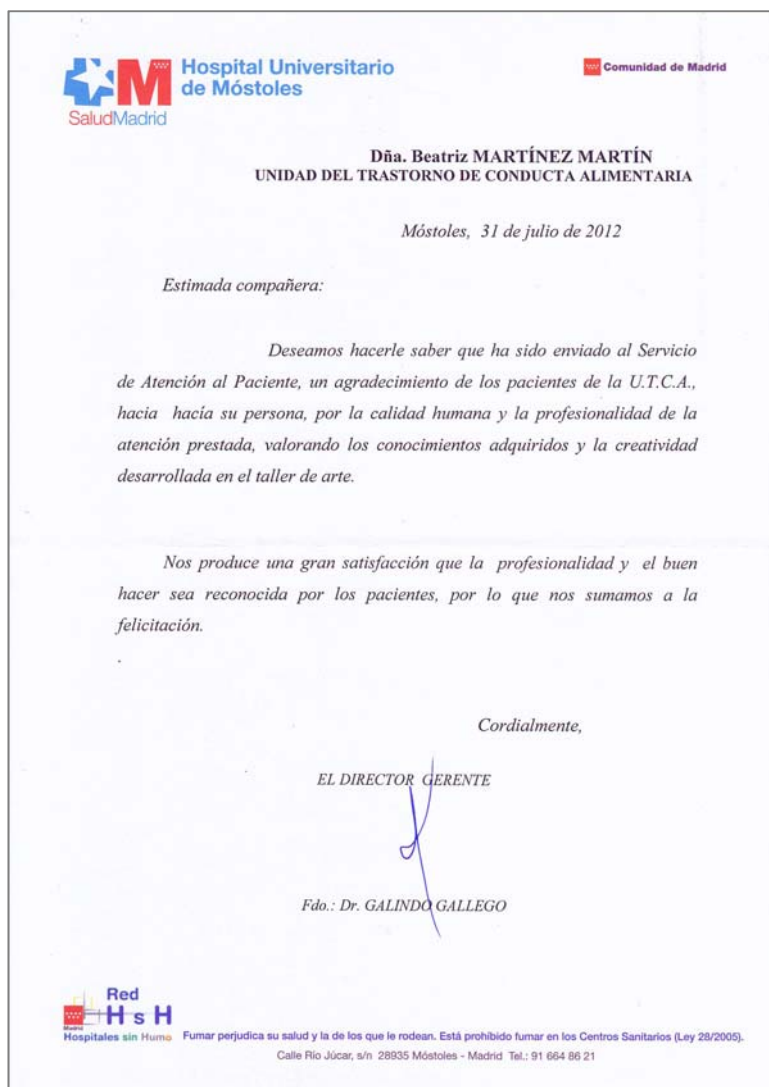 Hospital Universitario
de Móstoles
SaludMadrid
Comunidad de Madrid
Dña. Beatriz MARTÍNEZ MARTÍN
UNIDAD DEL TRASTORNO DE CONDUCTA ALIMENTARIA
Móstoles, 31 de julio de 2012
Estimada compañera:
Deseamos hacerle saber que ha sido enviado al Servicio
de Atención al Paciente, un agradecimiento de los pacientes de la U.T.C.A.,
hacia hacía su persona, por la calidad humana y la profesionalidad de la
atención prestada, valorando los conocimientos adquiridos y la creatividad
desarrollada en el taller de arte.
Nos produce una gran satisfacción que la profesionalidad y el buen
hacer sea reconocida por los pacientes, por lo que nos sumamos a la
felicitación.
.
Cordialmente,
EL DIRECTOR GERENTE
Fdo.: Dr. GALINDO GALLEGO
Red
H s H
Madrid
Hospitales sin Humo
Fumar perjudica su salud y la de los que le rodean. Está prohibido fumar en los Centros Sanitarios (Ley 28/2005).
Calle Río Júcar, s/n 28935 Móstoles - Madrid Tel.: 91 664 86 21